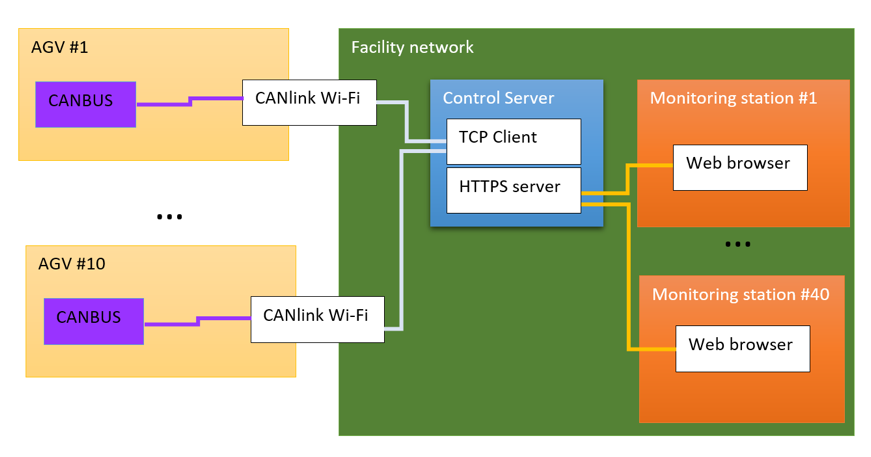 AGV #1
CANBUS
CANlink Wi-Fi
...
AGV #10
CANBUS
CANlink Wi-Fi
Facility network
Control Server
TCP Client
HTTPS server
Monitoring station #1
Web browser
...
Monitoring station #40
Web browser